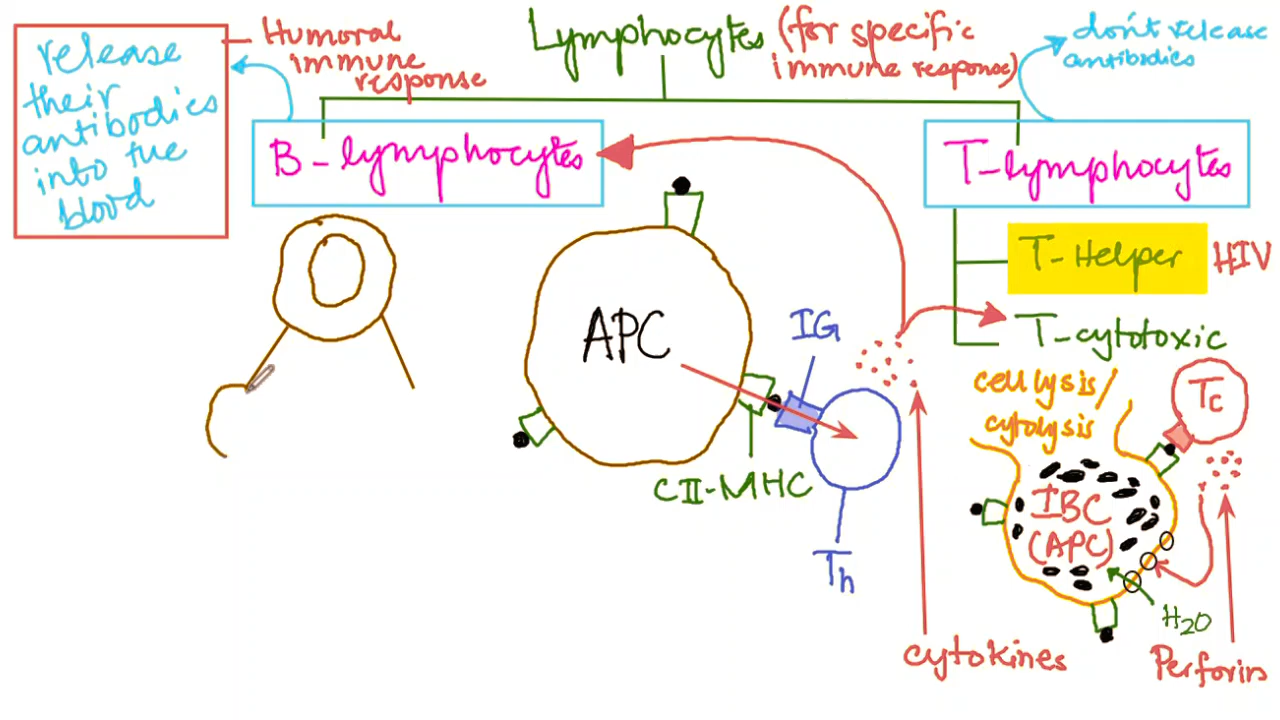 release
their
antibodies
into the
blood
Humoral
immune
response
Lymphocytes
(for specific
immune response)
don't release
antibodies
B-lymphocytes
T-lymphocytes
T-Helper
HIV
T-cytotoxic
APC
IG
CII-MHC
Th
cytokines
cell lysis/
cytolysis
Tc
IBC
(APC)
H2O
Perforin